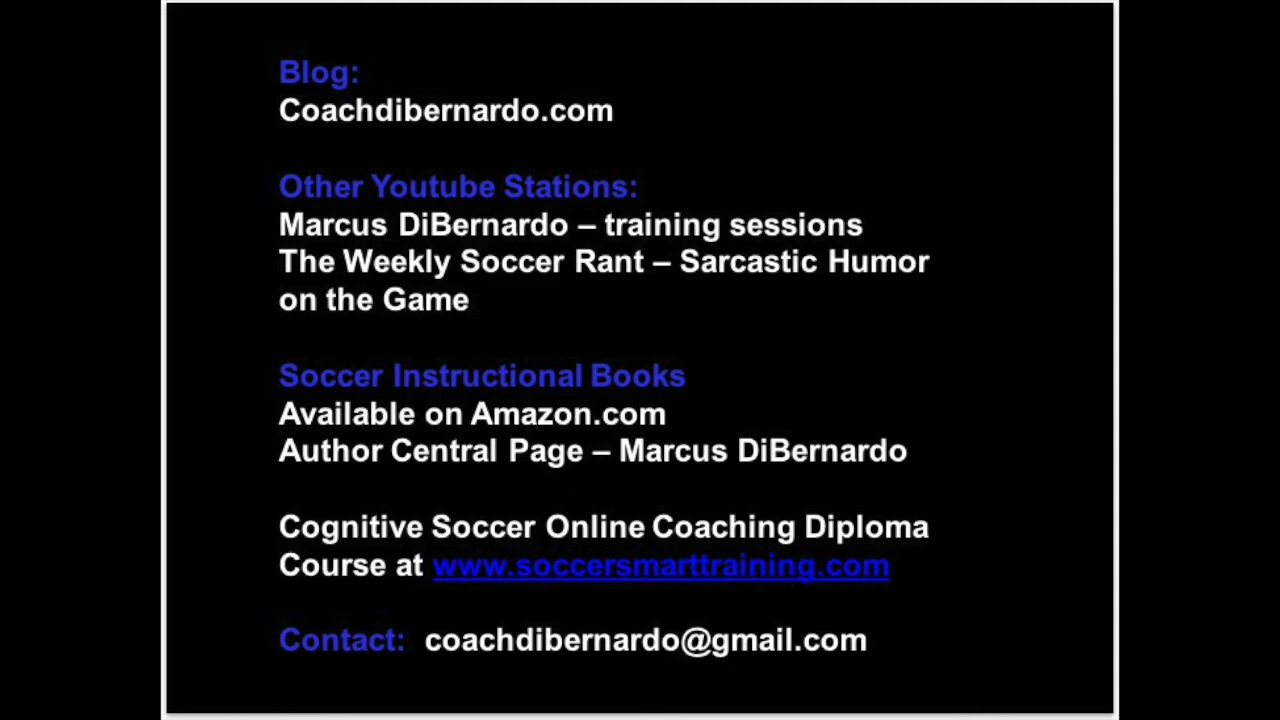 Blog:
Coachdibernardo.com
Other Youtube Stations:
Marcus DiBernardo – training sessions
The Weekly Soccer Rant – Sarcastic Humor
on the Game
Soccer Instructional Books
Available on Amazon.com
Author Central Page – Marcus DiBernardo
Cognitive Soccer Online Coaching Diploma
Course at www.soccersmarttraining.com
Contact: coachdibernardo@gmail.com